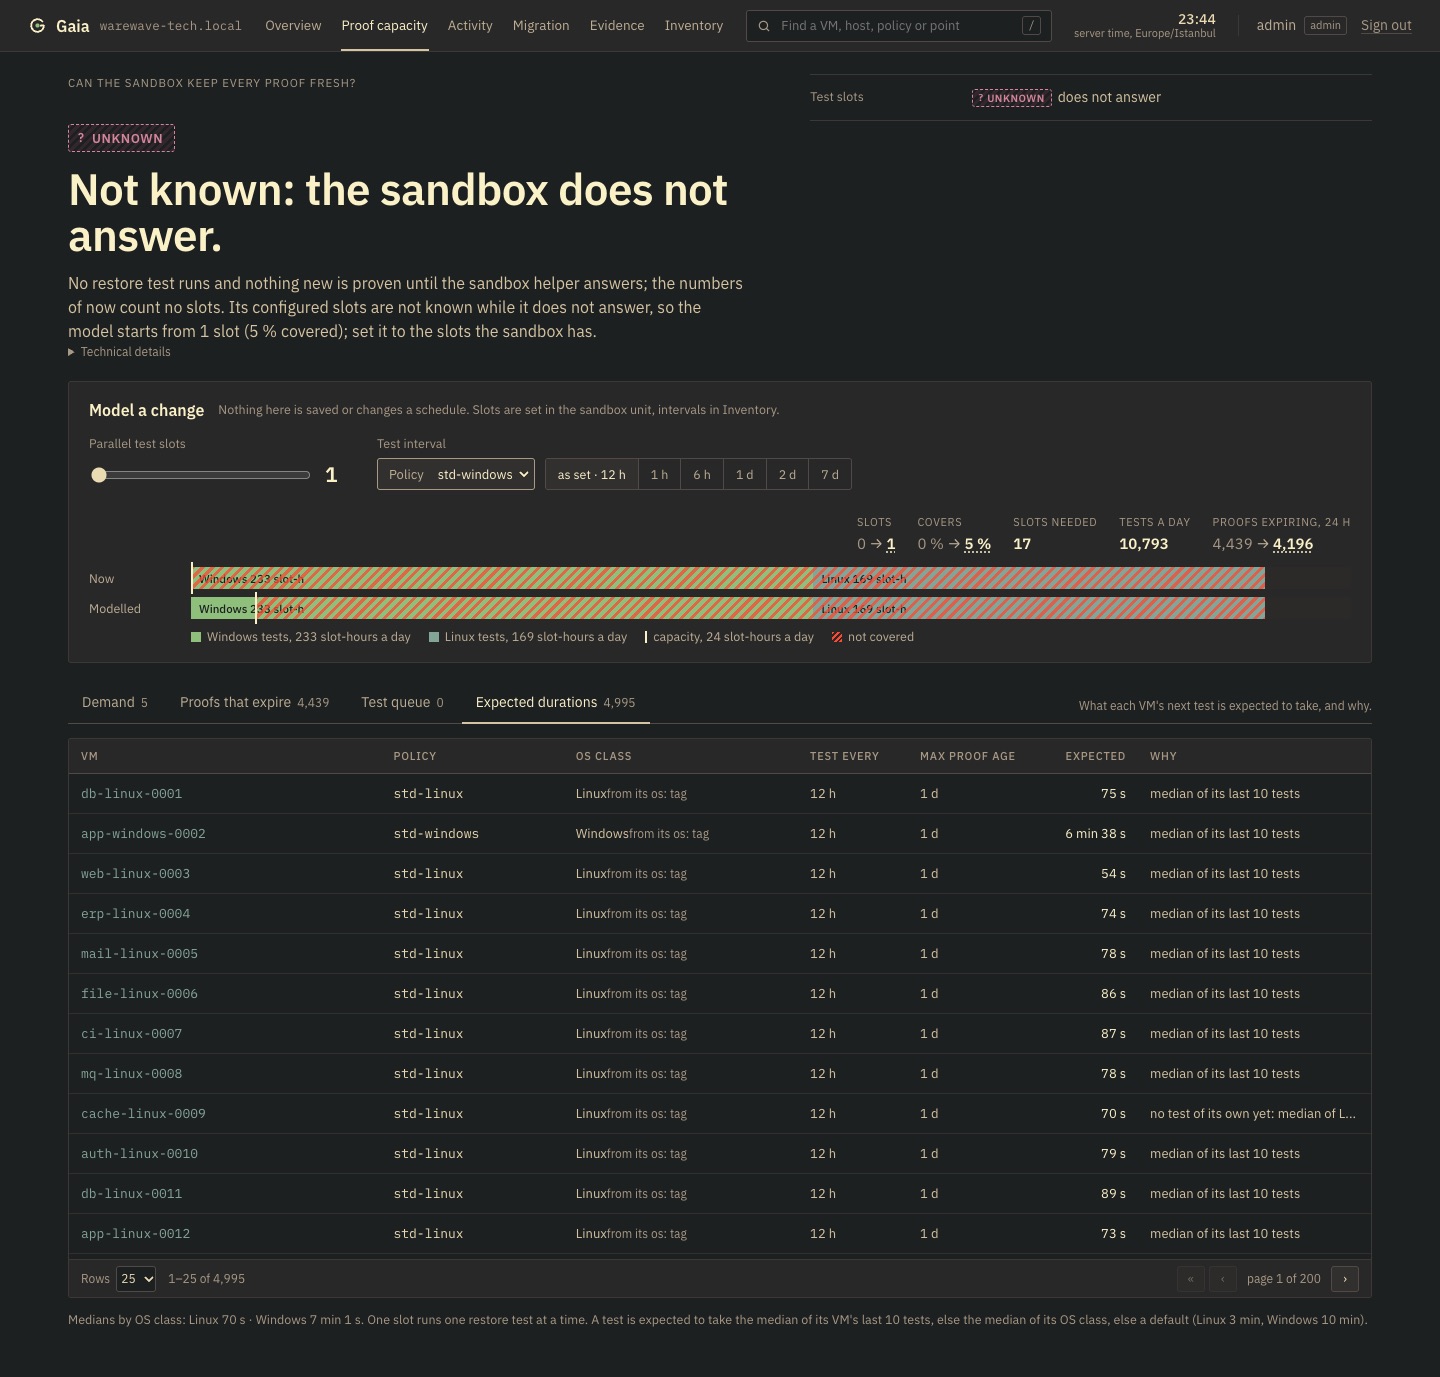 Gaia warewave-tech.local Overview Proof capacity Activity Migration Evidence Inventory Find a VM, host, policy or point / 23:44 admin admin Sign out
server time, Europe/Istanbul
CAN THE SANDBOX KEEP EVERY PROOF FRESH?
Test slots ? UNKNOWN does not answer
? UNKNOWN
Not known: the sandbox does not
answer.
No restore test runs and nothing new is proven until the sandbox helper answers; the numbers
of now count no slots. Its configured slots are not known while it does not answer, so the
model starts from 1 slot (5 % covered); set it to the slots the sandbox has.
Technical details
Model a change Nothing here is saved or changes a schedule. Slots are set in the sandbox unit, intervals in Inventory.
Parallel test slots Test interval
1 Policy std-windows as set · 12 h 1 h 6 h 1 d 2 d 7 d
SLOTS COVERS SLOTS NEEDED TESTS A DAY PROOFS EXPIRING, 24 H
0 → 1 0 % → 5 % 17 10,793 4,439 → 4,196
Now Windows 233 slot-h Linux 169 slot-h
Modelled Windows 233 slot-h Linux 169 slot-h
Windows tests, 233 slot-hours a day Linux tests, 169 slot-hours a day capacity, 24 slot-hours a day not covered
Demand 5 Proofs that expire 4,439 Test queue 0 Expected durations 4,995 What each VM's next test is expected to take, and why.
VM POLICY OS CLASS TEST EVERY MAX PROOF AGE EXPECTED WHY
db-linux-0001 std-linux Linuxfrom its os: tag 12 h 1 d 75 s median of its last 10 tests
app-windows-0002 std-windows Windowsfrom its os: tag 12 h 1 d 6 min 38 s median of its last 10 tests
web-linux-0003 std-linux Linuxfrom its os: tag 12 h 1 d 54 s median of its last 10 tests
erp-linux-0004 std-linux Linuxfrom its os: tag 12 h 1 d 74 s median of its last 10 tests
mail-linux-0005 std-linux Linuxfrom its os: tag 12 h 1 d 78 s median of its last 10 tests
file-linux-0006 std-linux Linuxfrom its os: tag 12 h 1 d 86 s median of its last 10 tests
ci-linux-0007 std-linux Linuxfrom its os: tag 12 h 1 d 87 s median of its last 10 tests
mq-linux-0008 std-linux Linuxfrom its os: tag 12 h 1 d 78 s median of its last 10 tests
cache-linux-0009 std-linux Linuxfrom its os: tag 12 h 1 d 70 s no test of its own yet: median of L...
auth-linux-0010 std-linux Linuxfrom its os: tag 12 h 1 d 79 s median of its last 10 tests
db-linux-0011 std-linux Linuxfrom its os: tag 12 h 1 d 89 s median of its last 10 tests
app-linux-0012 std-linux Linuxfrom its os: tag 12 h 1 d 73 s median of its last 10 tests
Rows 25 1–25 of 4,995 « ‹ page 1 of 200 ›
Medians by OS class: Linux 70 s · Windows 7 min 1 s. One slot runs one restore test at a time. A test is expected to take the median of its VM's last 10 tests, else the median of its OS class, else a default (Linux 3 min, Windows 10 min).